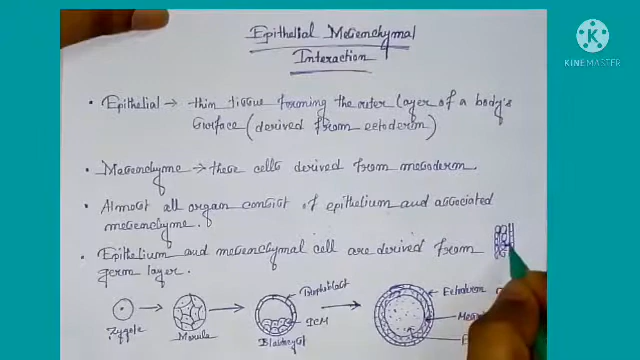 Epithelial Mesenchymal
Interaction
KINEMASTER
• Epithelial → thin tissue forming the outer layer of a body's
surface (derived from ectoderm)
• Mesenchyme → these cells derived from mesoderm.
• Almost all organ consist of epithelium and associated
mesenchyme.
• Epithelium and mesenchymal cell are derived from
germ layer.
Zygote
Morula
Trophoblast
ICM
Blastocyst
Ectoderm